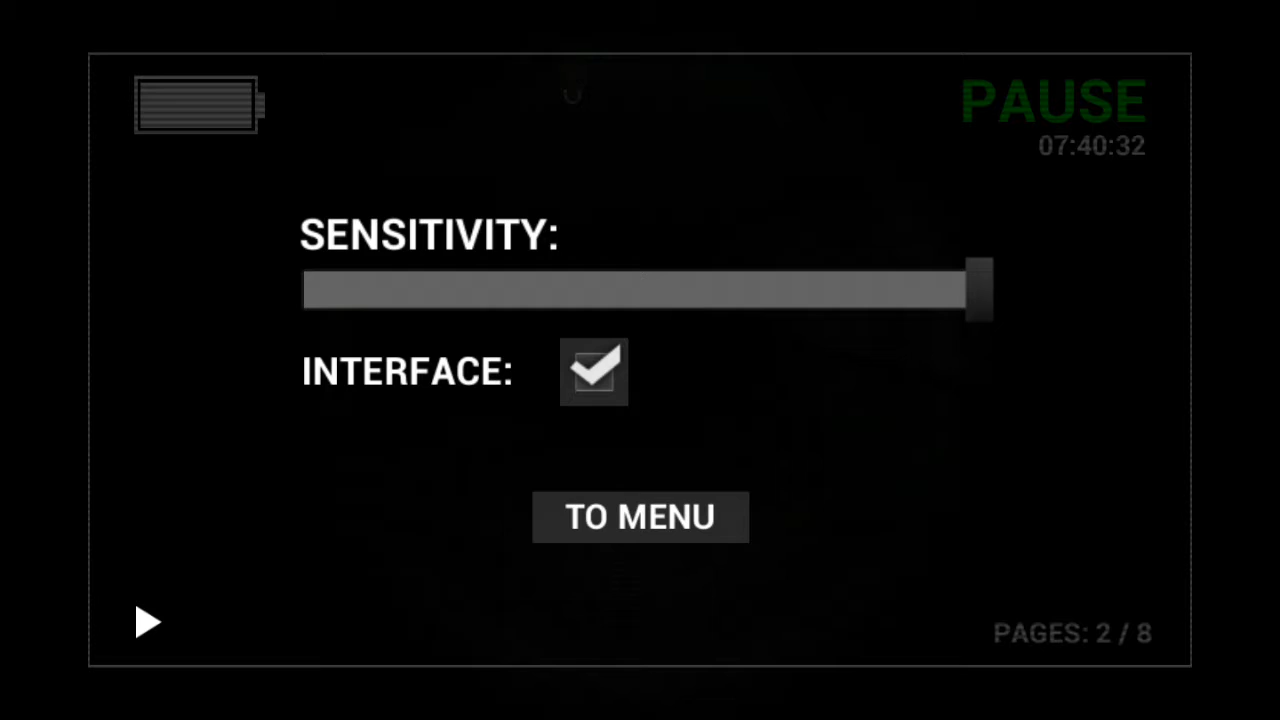 PAUSE
07:40:32
SENSITIVITY:
INTERFACE:
TO MENU
PAGES: 2 / 8